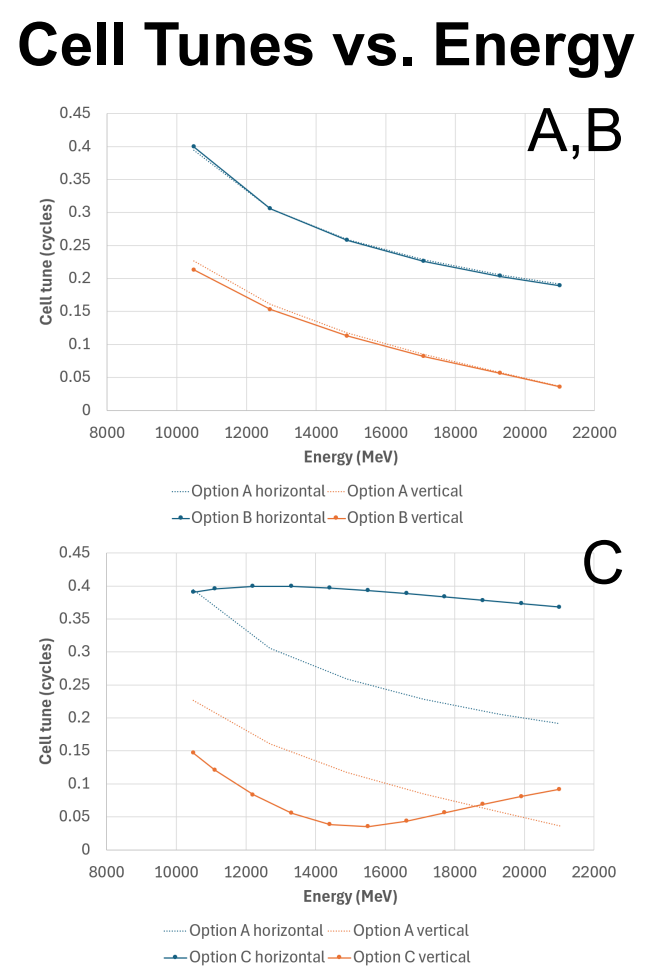 Cell Tunes vs. Energy
A,B
0.45
0.4
0.35
0.3
0.25
0.2
0.15
0.1
0.05
0
Cell tune (cycles)
8000 10000 12000 14000 16000 18000 20000 22000
Energy (MeV)
Option A horizontal Option A vertical
Option B horizontal Option B vertical
C
0.45
0.4
0.35
0.3
0.25
0.2
0.15
0.1
0.05
0
Cell tune (cycles)
8000 10000 12000 14000 16000 18000 20000 22000
Energy (MeV)
Option A horizontal Option A vertical
Option C horizontal Option C vertical